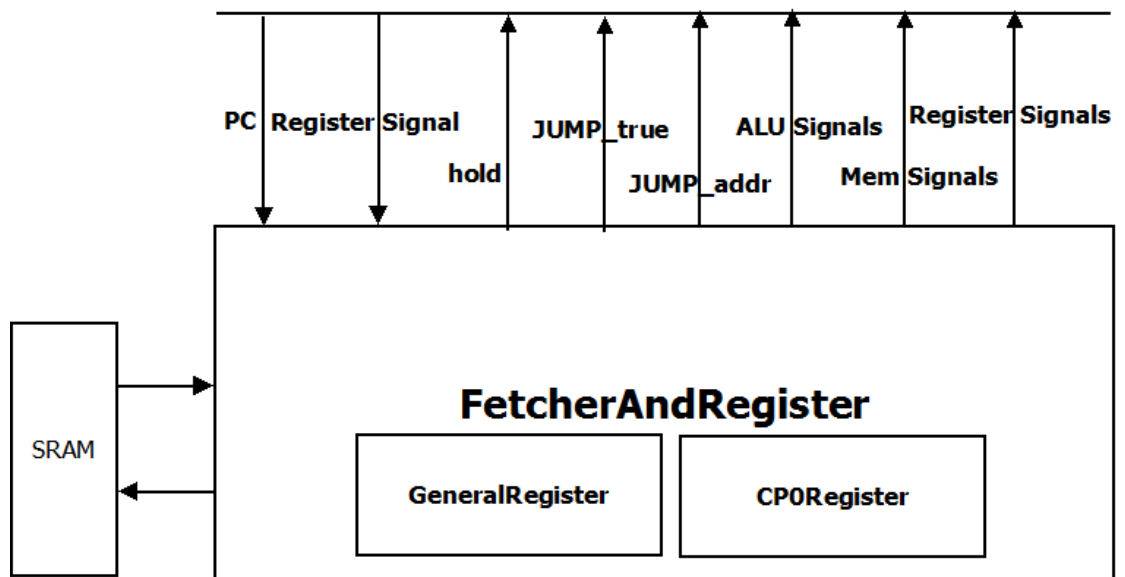 PC
Register Signal
hold
JUMP_true
JUMP_addr
ALU Signals
Mem Signals
Register Signals
SRAM
FetcherAndRegister
GeneralRegister
CP0Register